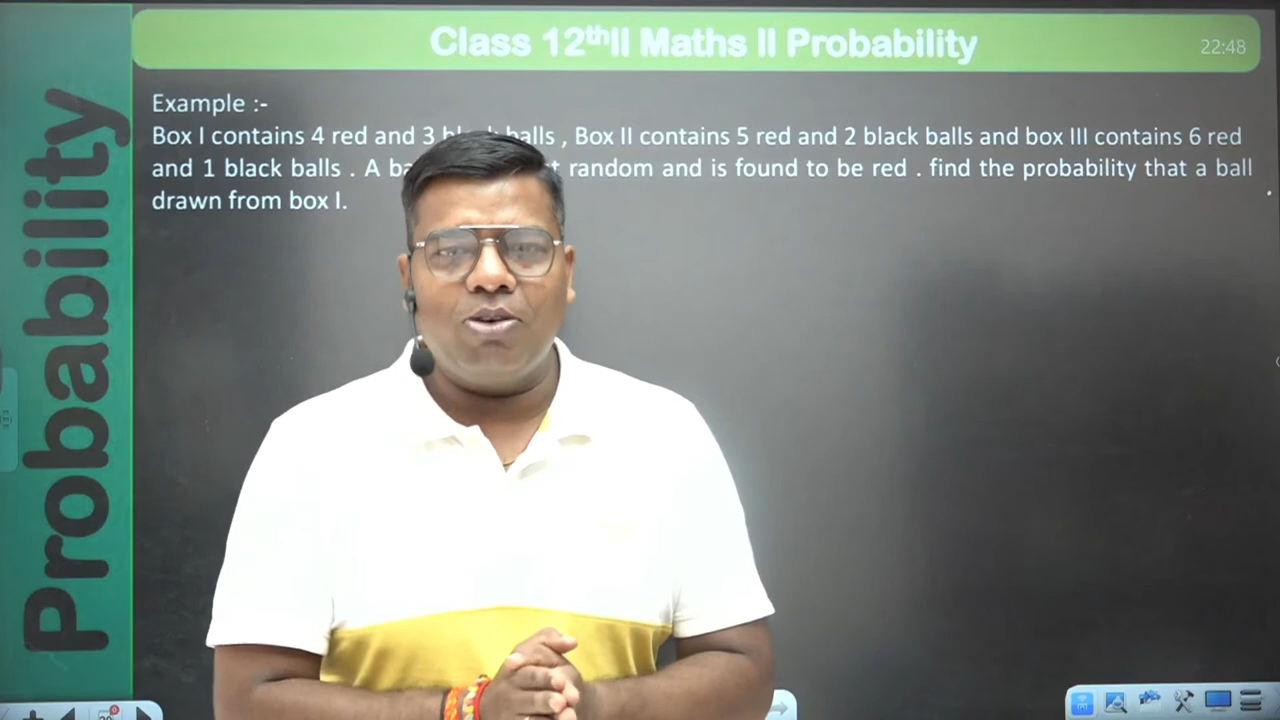 Class 12thII Maths II Probability
22:48
Probability
Example :-
Box I contains 4 red and 3 balls , Box II contains 5 red and 2 black balls and box III contains 6 red
and 1 black balls . A random and is found to be red . find the probability that a ball
drawn from box I.